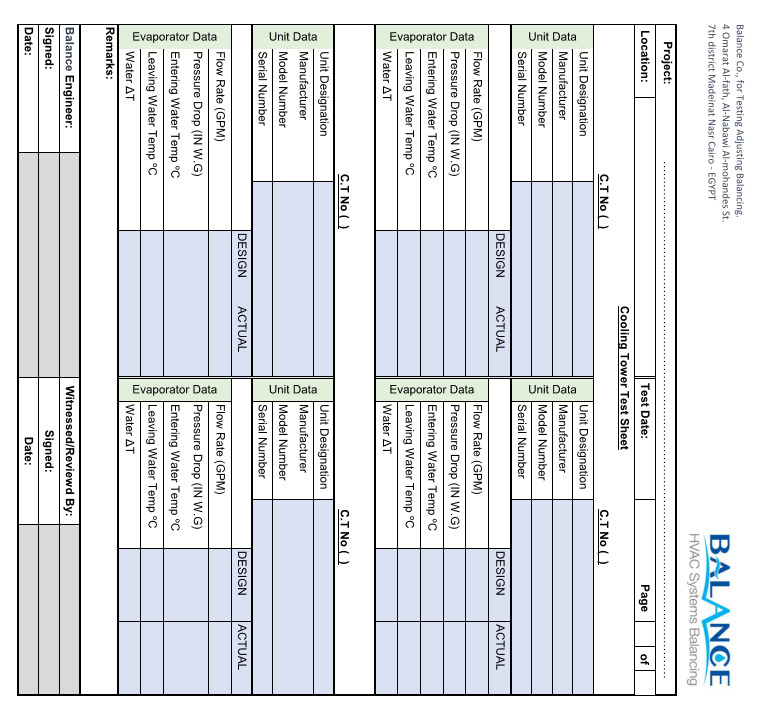 Balance Co., for Testing Adjusting Balancing.
4 Omarat Al-fath, Al-Nabawi Al-mohandes St.
7th district Madeinat Nasr Cairo - EGYPT
BALANCE
HVAC Systems Balancing
Project: ……………………………………………………………………………………………………………………
Location: Test Date: Page of
Cooling Tower Test Sheet
C.T No ( ) C.T No ( )
Unit Data Unit Data
Unit Designation Unit Designation
Manufacturer Manufacturer
Model Number Model Number
Serial Number Serial Number
DESIGN ACTUAL DESIGN ACTUAL
Evaporator Data Evaporator Data
Flow Rate (GPM) Flow Rate (GPM)
Pressure Drop (IN W.G) Pressure Drop (IN W.G)
Entering Water Temp ºC Entering Water Temp ºC
Leaving Water Temp ºC Leaving Water Temp ºC
Water ΔT Water ΔT
C.T No ( ) C.T No ( )
Unit Data Unit Data
Unit Designation Unit Designation
Manufacturer Manufacturer
Model Number Model Number
Serial Number Serial Number
DESIGN ACTUAL DESIGN ACTUAL
Evaporator Data Evaporator Data
Flow Rate (GPM) Flow Rate (GPM)
Pressure Drop (IN W.G) Pressure Drop (IN W.G)
Entering Water Temp ºC Entering Water Temp ºC
Leaving Water Temp ºC Leaving Water Temp ºC
Water ΔT Water ΔT
Remarks:
Balance Engineer: Witnessed/Reviewd By:
Signed: Signed:
Date: Date: